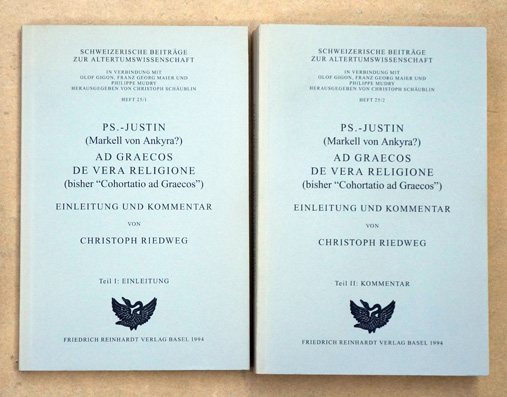 SCHWEIZERISCHE BEITRÄGE
ZUR ALTERTUMSWISSENSCHAFT
IN VERBINDUNG MIT
OLOF GIGON, FRANZ GEORG MAIER UND
PHILIPPE MUDRY
HERAUSGEGEBEN VON CHRISTOPH SCHÄUBLIN
HEFT 25/1
PS.-JUSTIN
(Markell von Ankyra?)
AD GRAECOS
DE VERA RELIGIONE
(bisher “Cohortatio ad Graecos”)
EINLEITUNG UND KOMMENTAR
VON
CHRISTOPH RIEDWEG
Teil I: EINLEITUNG
FRIEDRICH REINHARDT VERLAG BASEL 1994
SCHWEIZERISCHE BEITRÄGE
ZUR ALTERTUMSWISSENSCHAFT
IN VERBINDUNG MIT
OLOF GIGON, FRANZ GEORG MAIER UND
PHILIPPE MUDRY
HERAUSGEGEBEN VON CHRISTOPH SCHÄUBLIN
HEFT 25/2
PS.-JUSTIN
(Markell von Ankyra?)
AD GRAECOS
DE VERA RELIGIONE
(bisher “Cohortatio ad Graecos”)
EINLEITUNG UND KOMMENTAR
VON
CHRISTOPH RIEDWEG
Teil II: KOMMENTAR
FRIEDRICH REINHARDT VERLAG BASEL 1994